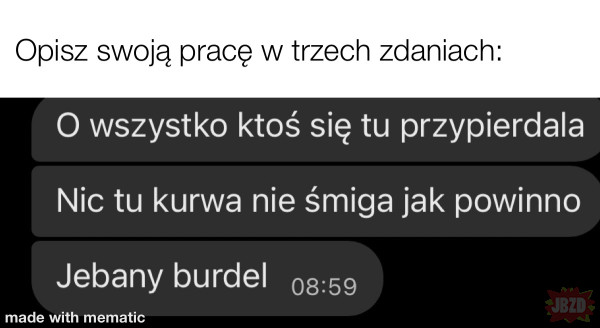 Opisz swoją pracę w trzech zdaniach:
O wszystko ktoś się tu przypierdala
Nic tu kurwa nie śmiga jak powinno
Jebany burdel 08:59
made with mematic
JBZD